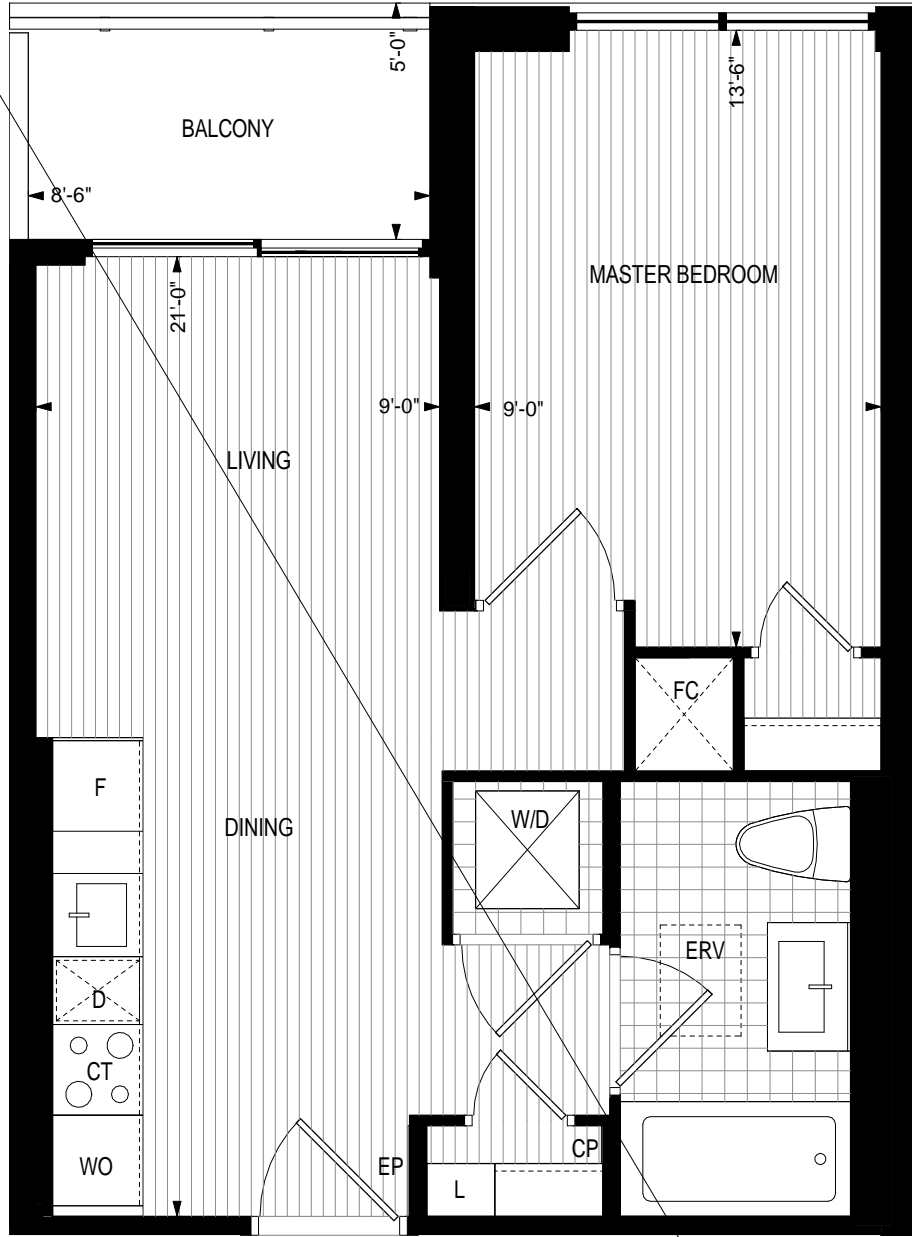 5'-0"
13'-6"
BALCONY
8'-6"
MASTER BEDROOM
21'-0"
9'-0"
9'-0"
LIVING
FC
F
W/D
DINING
ERV
D
CT
CP
EP
WO
L